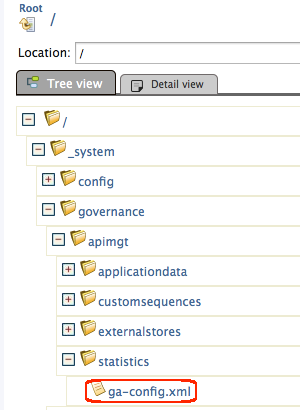 Root
/
Location: /
Tree view Detail view
/
_system
config
governance
apimgt
applicationdata
customsequences
externalstores
statistics
ga-config.xml